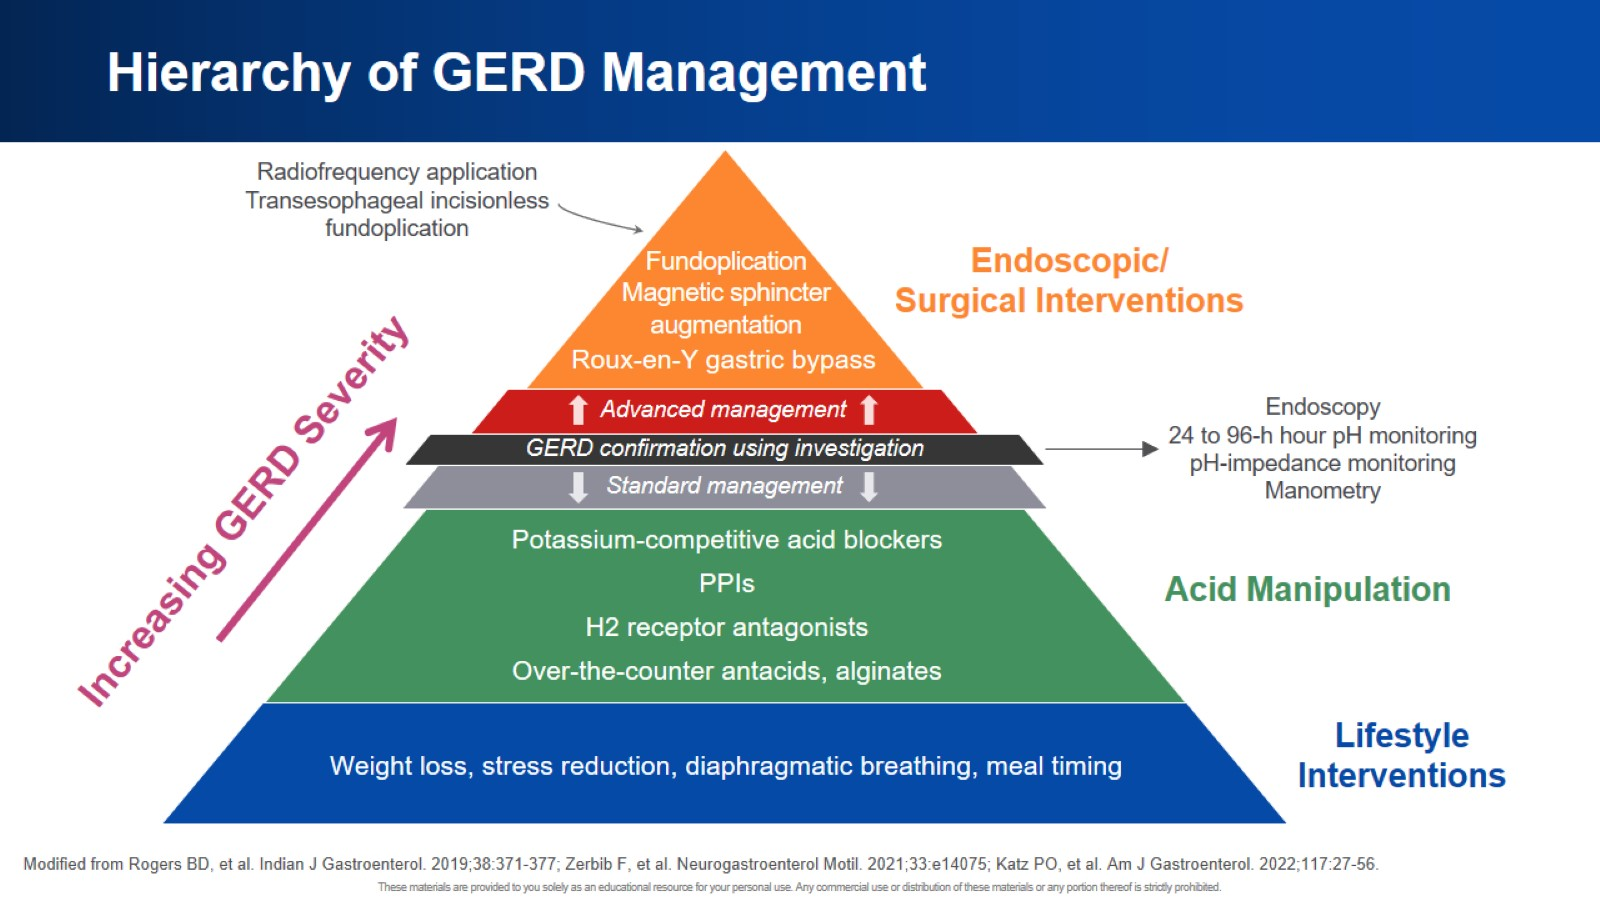 Hierarchy of GERD Management
Radiofrequency application
Transesophageal incisionless
fundoplication
Fundoplication
Magnetic sphincter
augmentation
Roux-en-Y gastric bypass
Endoscopic/
Surgical Interventions
Increasing GERD Severity
Advanced management
GERD confirmation using investigation
Standard management
Endoscopy
24 to 96-h hour pH monitoring
pH-impedance monitoring
Manometry
Potassium-competitive acid blockers
PPIs
H2 receptor antagonists
Over-the-counter antacids, alginates
Acid Manipulation
Weight loss, stress reduction, diaphragmatic breathing, meal timing
Lifestyle
Interventions
Modified from Rogers BD, et al. Indian J Gastroenterol. 2019;38:371-377; Zerbib F, et al. Neurogastroenterol Motil. 2021;33:e14075; Katz PO, et al. Am J Gastroenterol. 2022;117:27-56.
These materials are provided to you solely as an educational resource for your personal use. Any commercial use or distribution of these materials or any portion thereof is strictly prohibited.